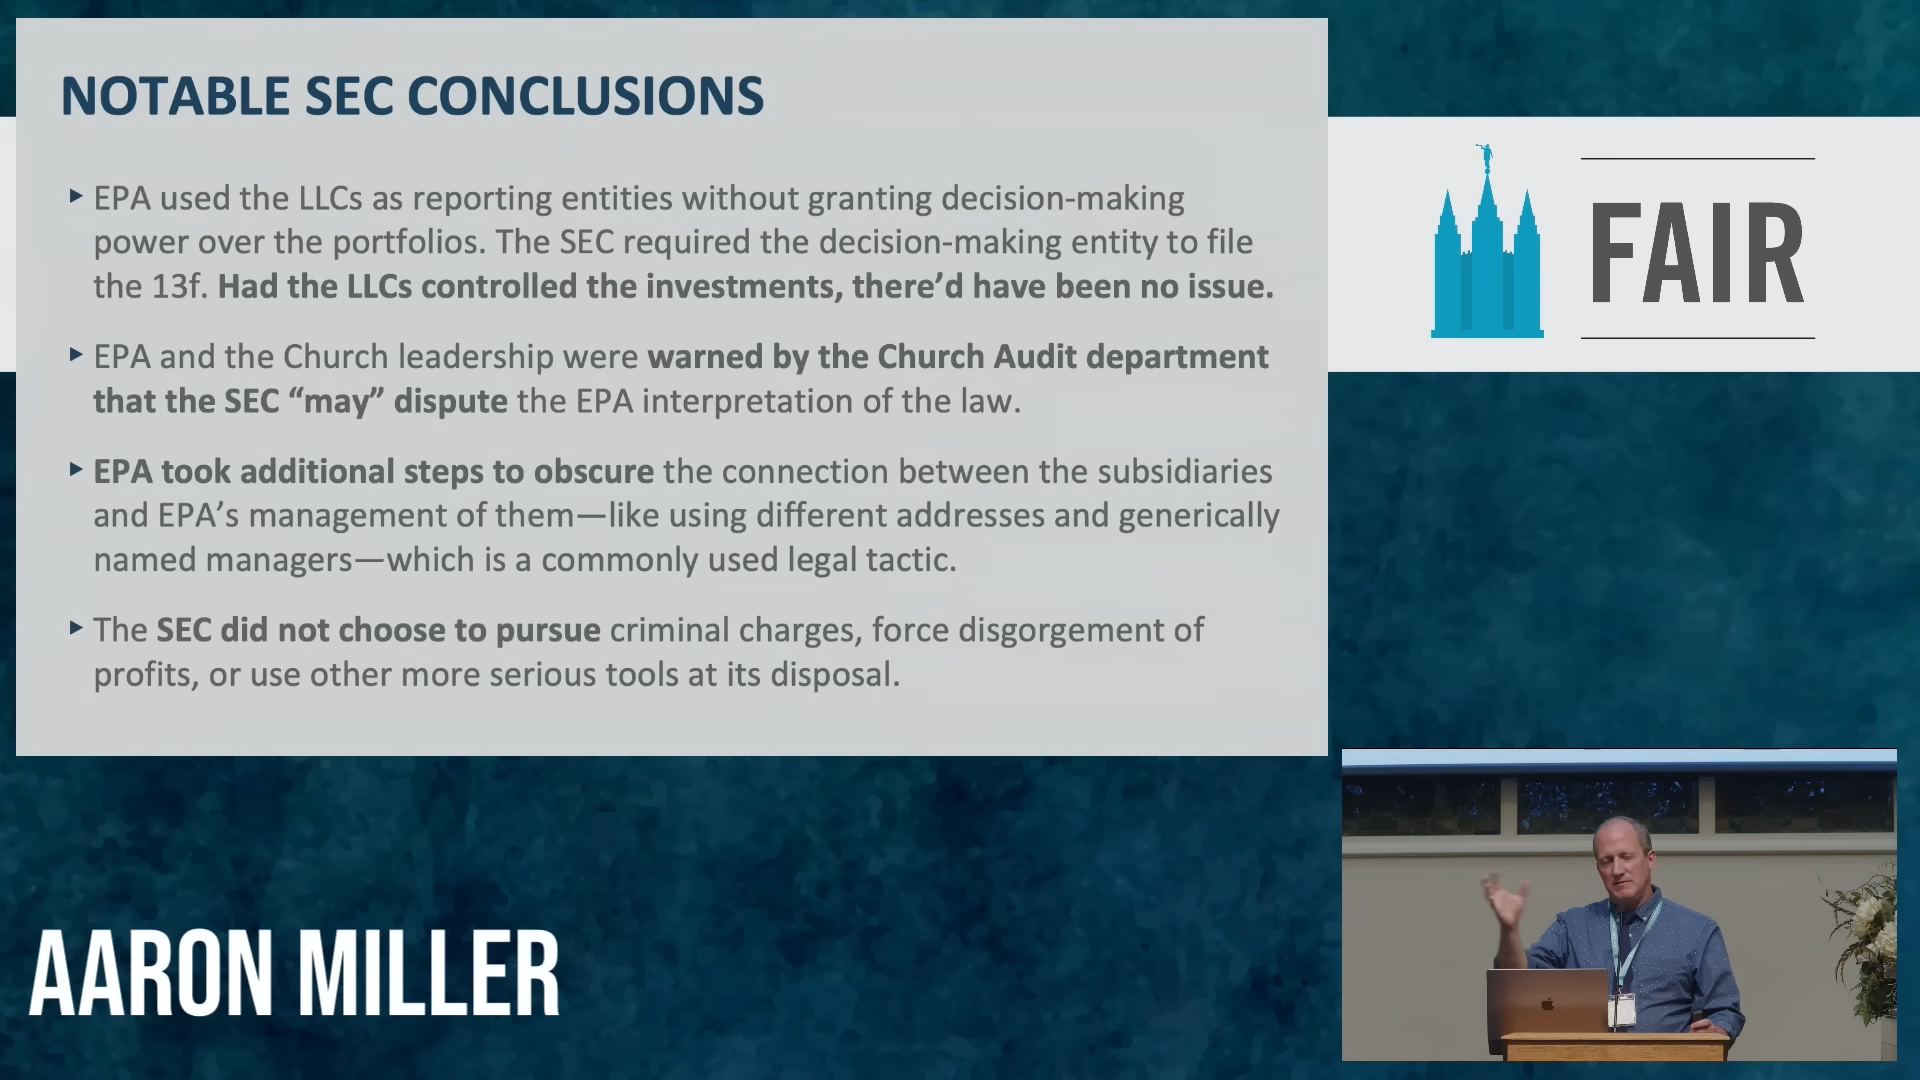 NOTABLE SEC CONCLUSIONS
EPA used the LLCs as reporting entities without granting decision-making
power over the portfolios. The SEC required the decision-making entity to file
the 13f. Had the LLCs controlled the investments, there’d have been no issue.
EPA and the Church leadership were warned by the Church Audit department
that the SEC “may” dispute the EPA interpretation of the law.
EPA took additional steps to obscure the connection between the subsidiaries
and EPA’s management of them—like using different addresses and generically
named managers—which is a commonly used legal tactic.
The SEC did not choose to pursue criminal charges, force disgorgement of
profits, or use other more serious tools at its disposal.
FAIR
AARON MILLER